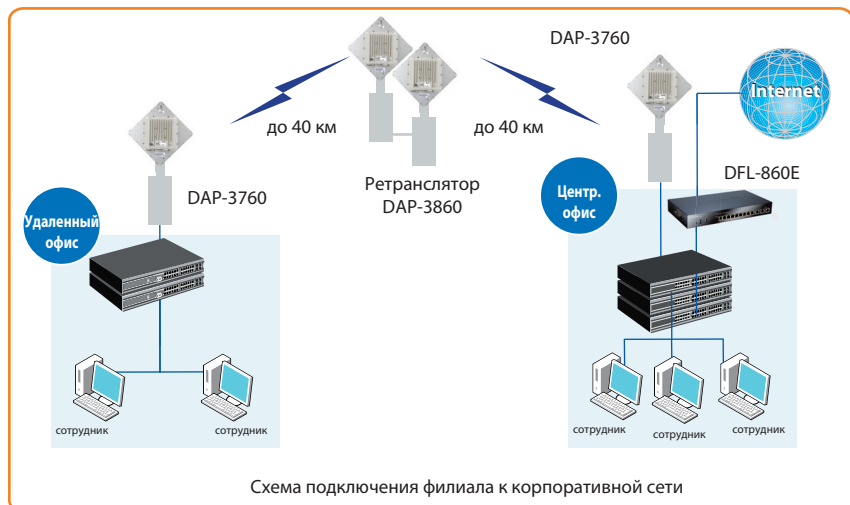 DAP-3760
Internet
до 40 км
до 40 км
DAP-3760
Ретранслятор
DAP-3860
DFL-860E
Удаленный
офис
Центр.
офис
сотрудник
сотрудник
сотрудник
сотрудник
сотрудник
Схема подключения филиала к корпоративной сети